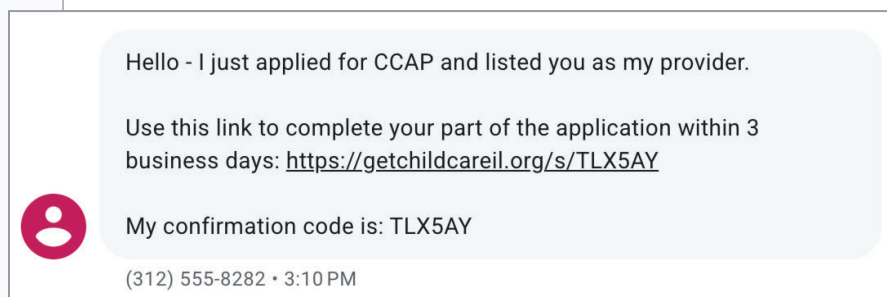 Hello - I just applied for CCAP and listed you as my provider.
Use this link to complete your part of the application within 3
business days: https://getchildcareil.org/s/TLX5AY
My confirmation code is: TLX5AY
(312) 555-8282 • 3:10 PM